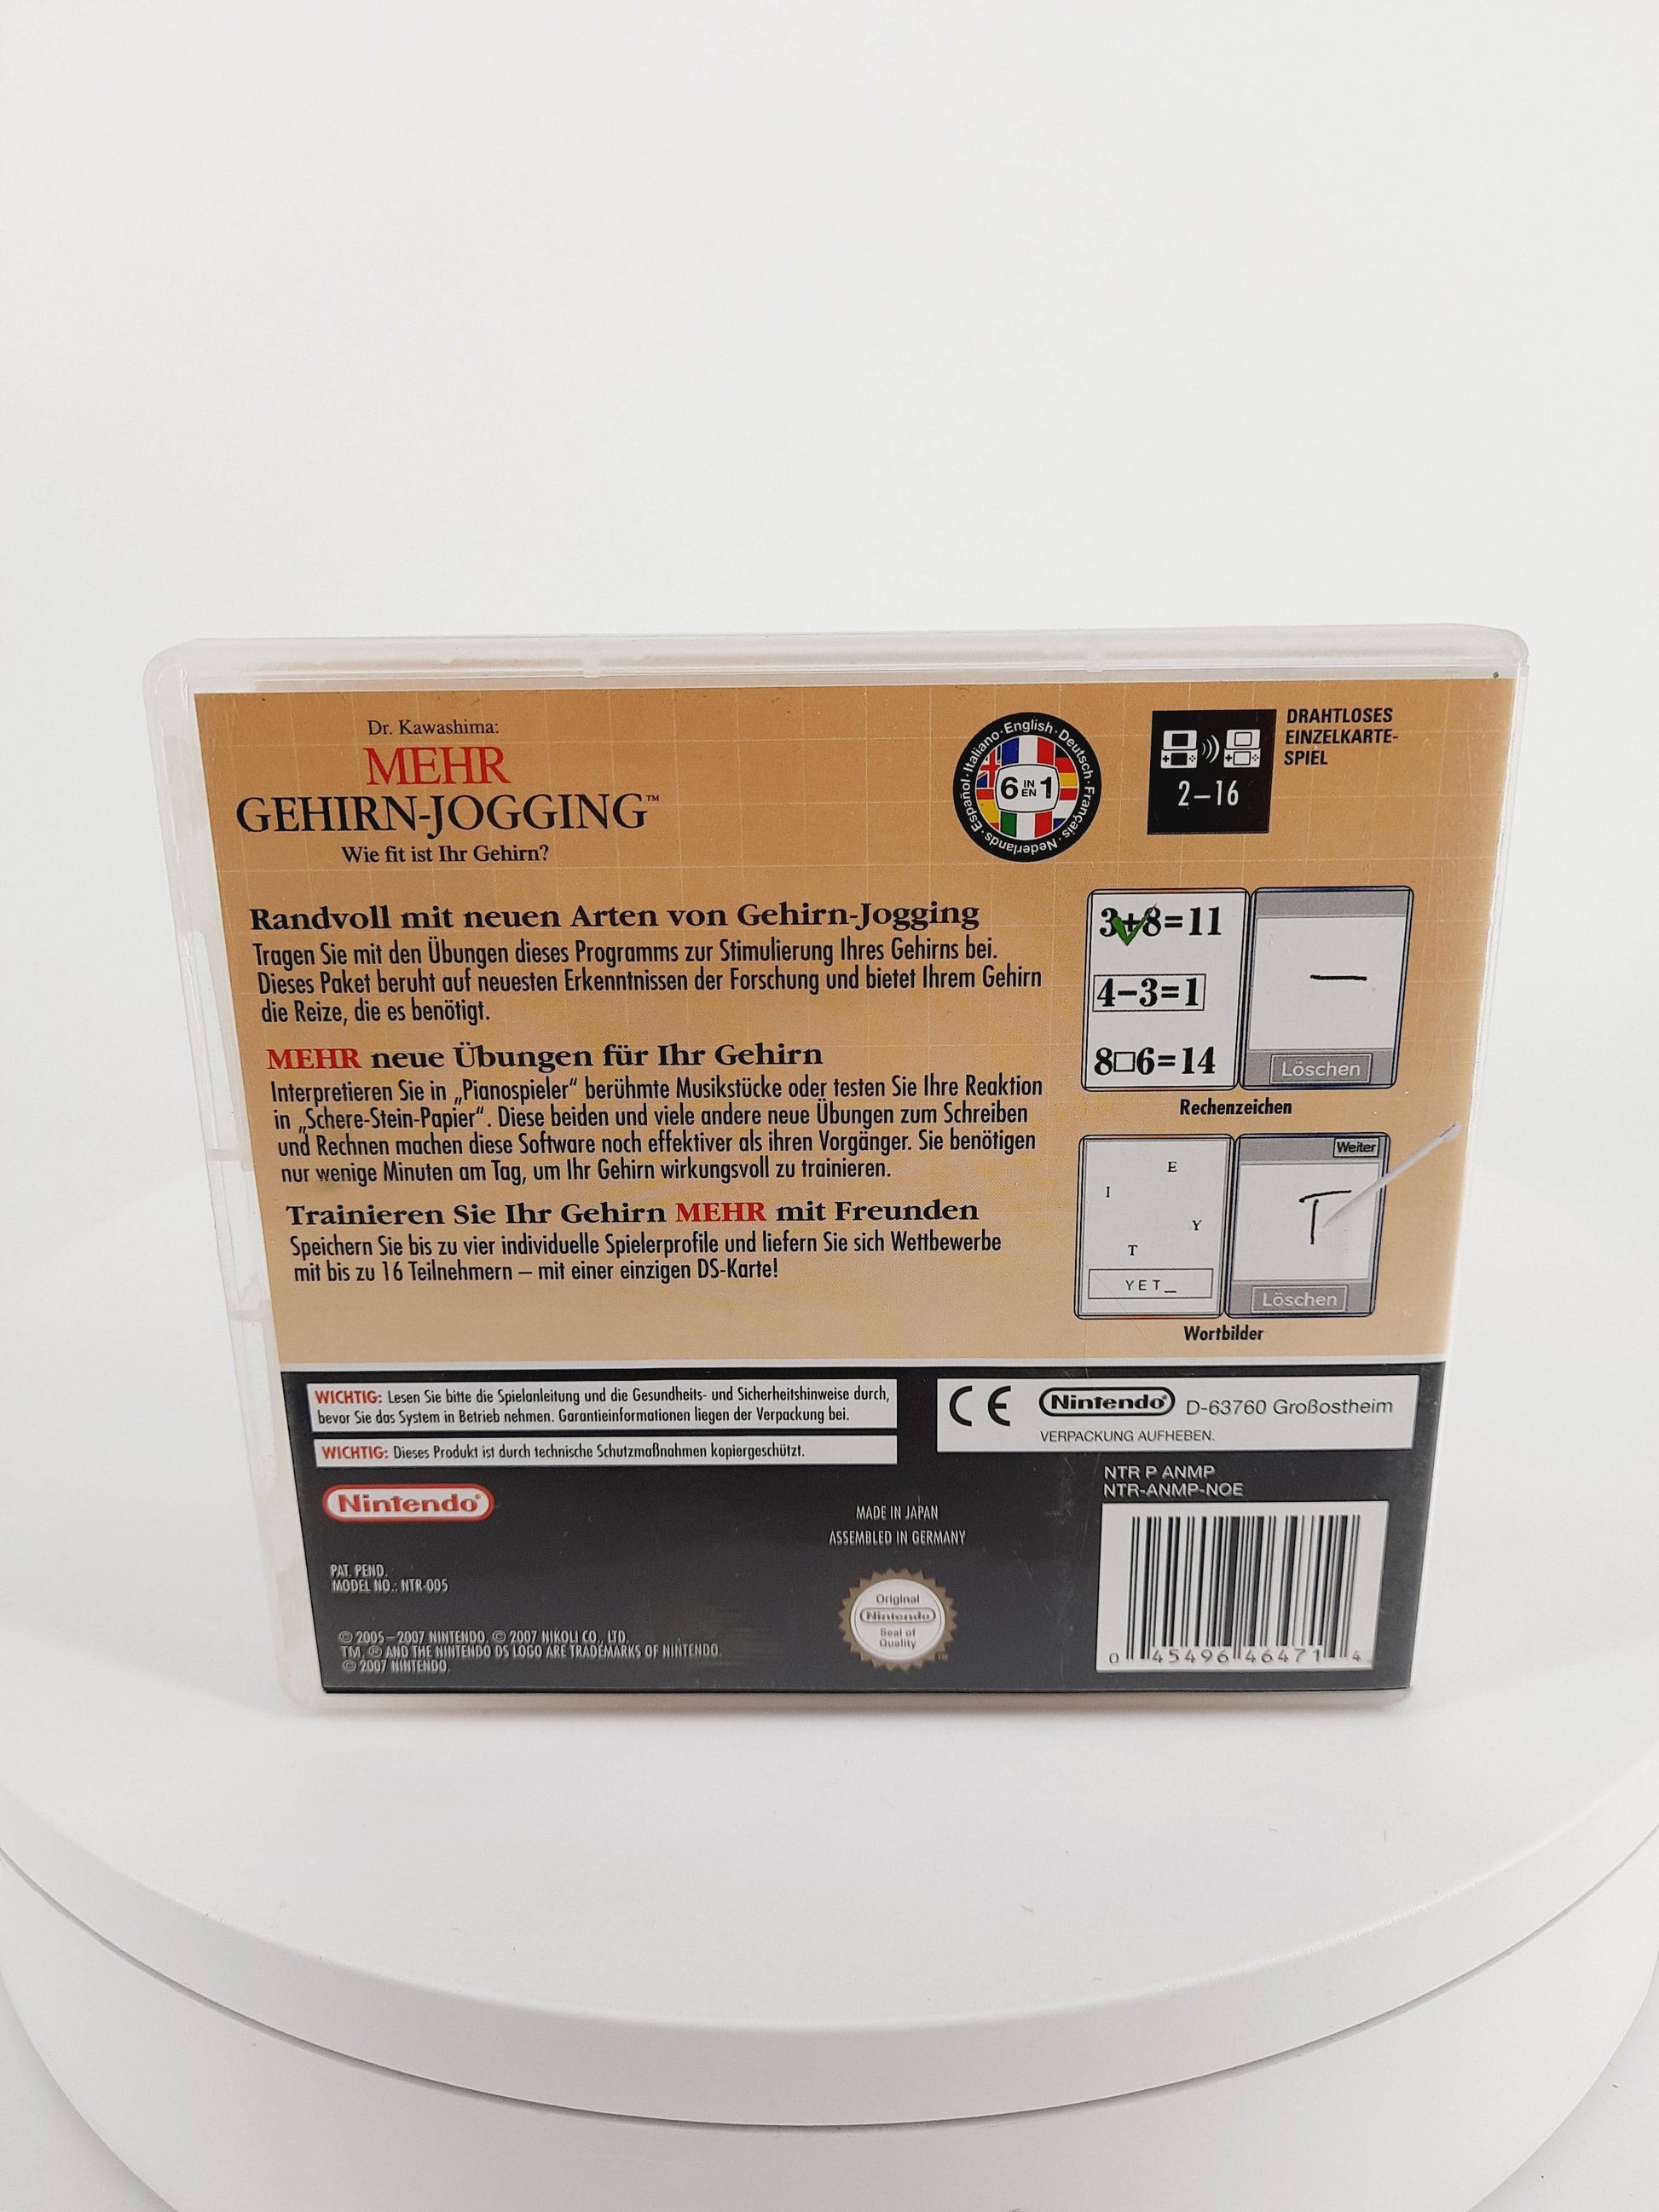 Dr. Kawashima:
MEHR
GEHIRN-JOGGING™
Wie fit ist Ihr Gehirn?
English · Deutsch · Français · Nederlands · Español · Italiano ·
6 IN EN 1
2–16
DRAHTLOSES
EINZELKARTE-
SPIEL
Randvoll mit neuen Arten von Gehirn-Jogging
Tragen Sie mit den Übungen dieses Programms zur Stimulierung Ihres Gehirns bei.
Dieses Paket beruht auf neuesten Erkenntnissen der Forschung und bietet Ihrem Gehirn
die Reize, die es benötigt.
MEHR neue Übungen für Ihr Gehirn
Interpretieren Sie in „Pianospieler“ berühmte Musikstücke oder testen Sie Ihre Reaktion
in „Schere-Stein-Papier“. Diese beiden und viele andere neue Übungen zum Schreiben
und Rechnen machen diese Software noch effektiver als ihren Vorgänger. Sie benötigen
nur wenige Minuten am Tag, um Ihr Gehirn wirkungsvoll zu trainieren.
Trainieren Sie Ihr Gehirn MEHR mit Freunden
Speichern Sie bis zu vier individuelle Spielerprofile und liefern Sie sich Wettbewerbe
mit bis zu 16 Teilnehmern – mit einer einzigen DS-Karte!
3+8=11
4−3=1
8□6=14
—
Löschen
Rechenzeichen
E
I
Y
T
YET_
Weiter
T
Löschen
Wortbilder
WICHTIG: Lesen Sie bitte die Spielanleitung und die Gesundheits- und Sicherheitshinweise durch,
bevor Sie das System in Betrieb nehmen. Garantieinformationen liegen der Verpackung bei.
WICHTIG: Dieses Produkt ist durch technische Schutzmaßnahmen kopiergeschützt.
CE Nintendo® D-63760 Großostheim
VERPACKUNG AUFHEBEN.
Nintendo®
PAT. PEND.
MODEL NO.: NTR-005
© 2005–2007 NINTENDO. © 2007 NIKOLI CO., LTD.
TM, ® AND THE NINTENDO DS LOGO ARE TRADEMARKS OF NINTENDO.
© 2007 NINTENDO.
MADE IN JAPAN
ASSEMBLED IN GERMANY
Original
Nintendo
Seal of
Quality
NTR P ANMP
NTR-ANMP-NOE
0 45496 46471 4